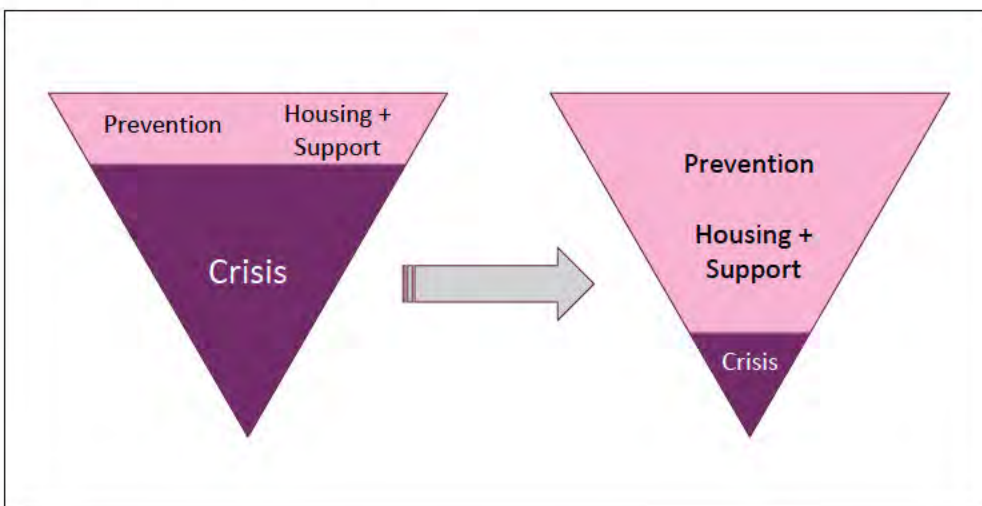 Prevention
Housing +
Support
Crisis
Prevention
Housing +
Support
Crisis